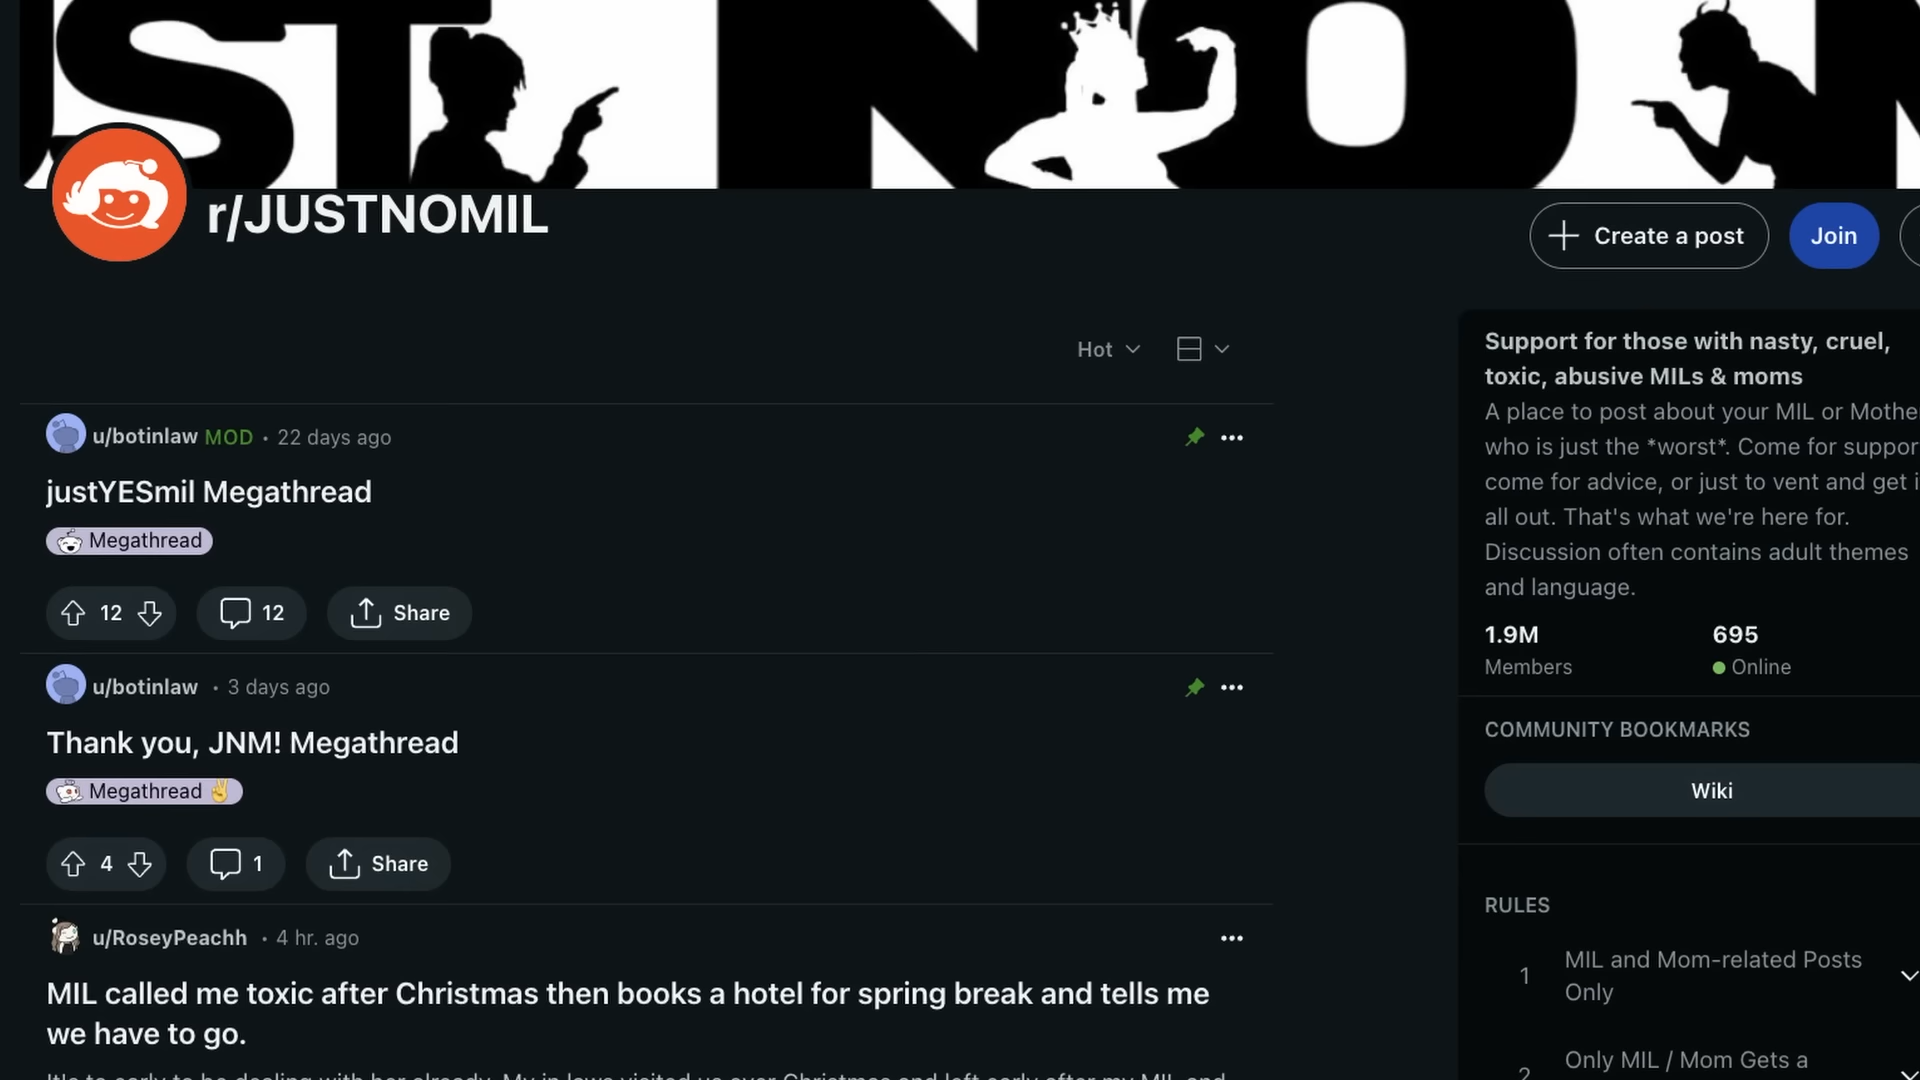 ST NO
r/JUSTNOMIL
Create a post
Join
Hot
u/botinlaw MOD • 22 days ago
justYESmil Megathread
Megathread
12
12
Share
u/botinlaw • 3 days ago
Thank you, JNM! Megathread
Megathread ✌
4
1
Share
u/RoseyPeachh • 4 hr. ago
MIL called me toxic after Christmas then books a hotel for spring break and tells me
we have to go.
Support for those with nasty, cruel,
toxic, abusive MILs & moms
A place to post about your MIL or Mothe
who is just the *worst*. Come for suppor
come for advice, or just to vent and get i
all out. That's what we're here for.
Discussion often contains adult themes
and language.
1.9M
695
Members
Online
COMMUNITY BOOKMARKS
Wiki
RULES
1
MIL and Mom-related Posts
Only
2
Only MIL / Mom Gets a